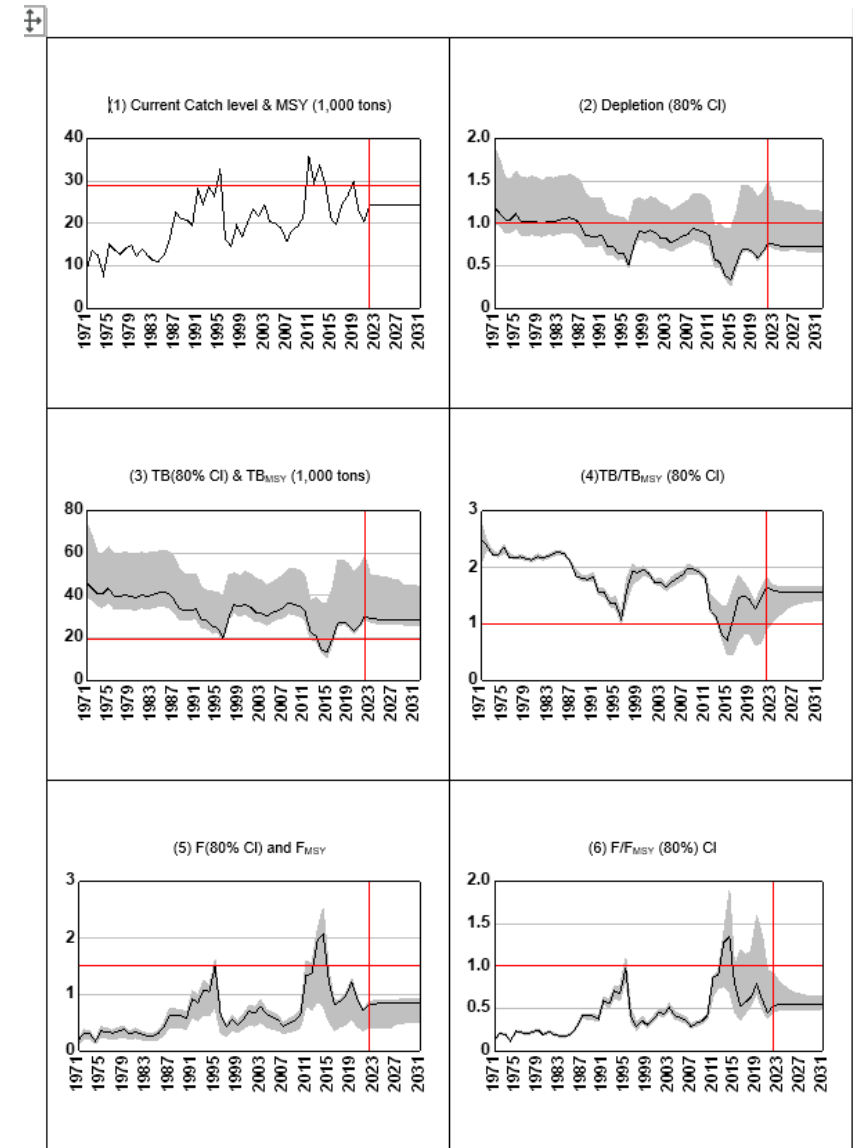 (1) Current Catch level & MSY (1,000 tons)
40
30
20
10
0
1971 1975 1979 1983 1987 1991 1995 1999 2003 2007 2011 2015 2019 2023 2027 2031
(2) Depletion (80% CI)
2.0
1.5
1.0
0.5
0
1971 1975 1979 1983 1987 1991 1995 1999 2003 2007 2011 2015 2019 2023 2027 2031
(3) TB(80% CI) & TBMSY (1,000 tons)
80
60
40
20
0
1971 1975 1979 1983 1987 1991 1995 1999 2003 2007 2011 2015 2019 2023 2027 2031
(4)TB/TBMSY (80% CI)
3
2
1
0
1971 1975 1979 1983 1987 1991 1995 1999 2003 2007 2011 2015 2019 2023 2027 2031
(5) F(80% CI) and FMSY
3
2
1
0
1971 1975 1979 1983 1987 1991 1995 1999 2003 2007 2011 2015 2019 2023 2027 2031
(6) F/FMSY (80%) CI
2.0
1.5
1.0
0.5
0
1971 1975 1979 1983 1987 1991 1995 1999 2003 2007 2011 2015 2019 2023 2027 2031